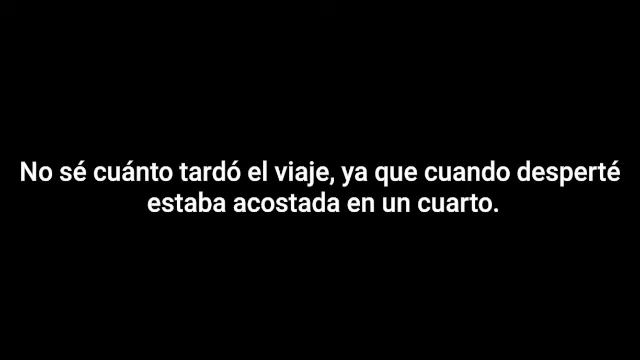 No sé cuánto tardó el viaje, ya que cuando desperté
estaba acostada en un cuarto.